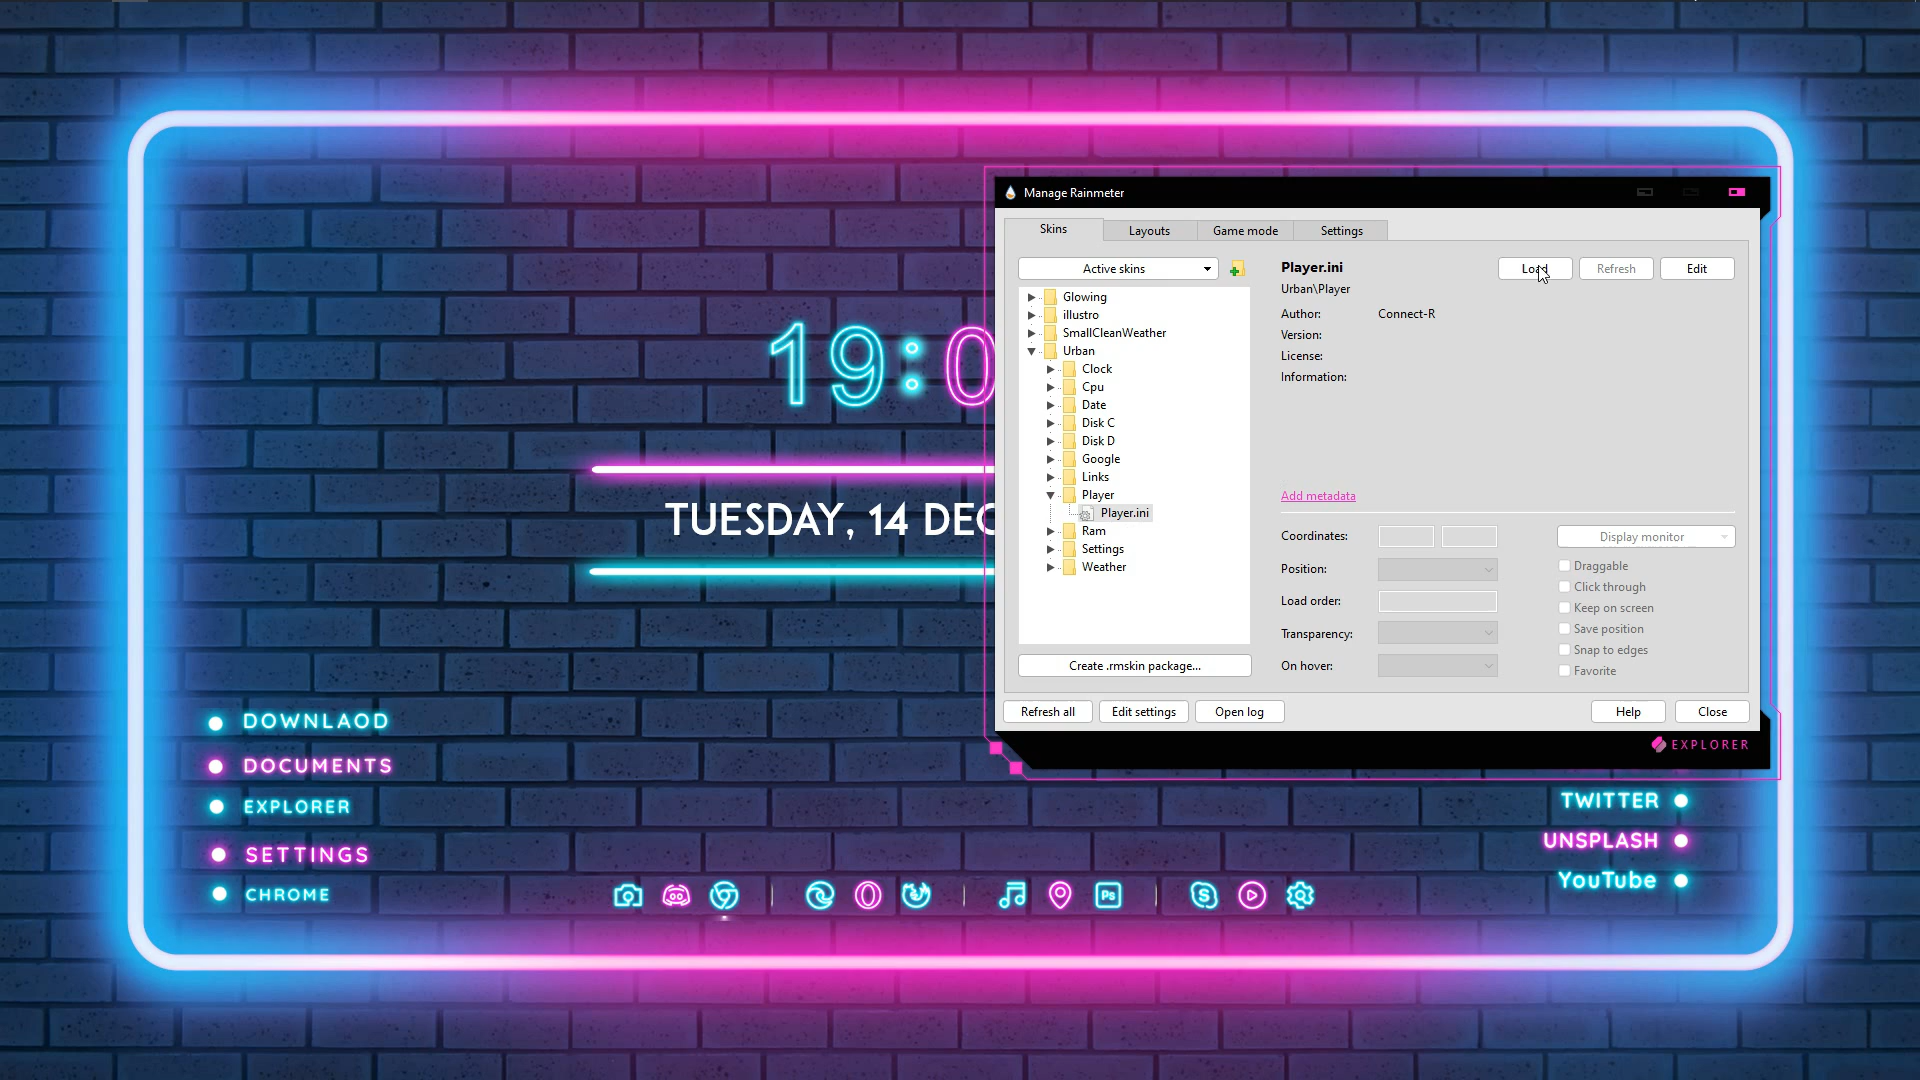 Manage Rainmeter
Skins
Layouts
Game mode
Settings
Active skins
Glowing
illustro
SmallCleanWeather
Urban
Clock
Cpu
Date
Disk C
Disk D
Google
Links
Player
Player.ini
Ram
Settings
Weather
Create .rmskin package...
Player.ini
Load
Refresh
Edit
Urban\Player
Author: Connect-R
Version:
License:
Information:
Add metadata
Coordinates:
Display monitor
Position:
Draggable
Click through
Load order:
Keep on screen
Save position
Transparency:
Snap to edges
On hover:
Favorite
Refresh all
Edit settings
Open log
Help
Close
EXPLORER
19:0
TUESDAY, 14 DEC
DOWNLAOD
DOCUMENTS
EXPLORER
SETTINGS
CHROME
Ps
S
TWITTER
UNSPLASH
YouTube